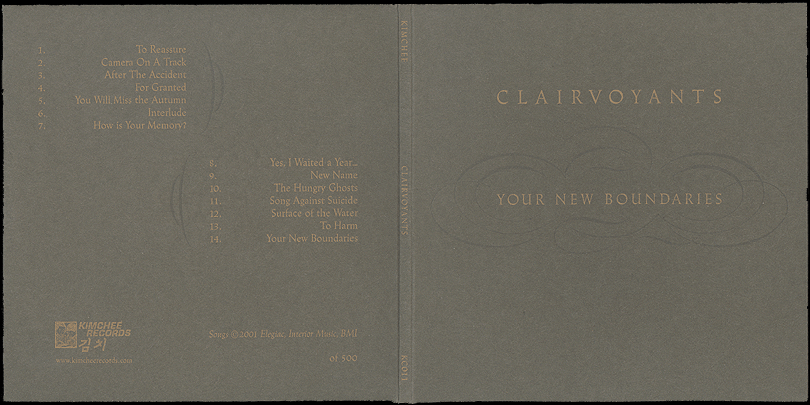 1. To Reassure
2. Camera On A Track
3. After The Accident
4. For Granted
5. You Will Miss the Autumn
6. Interlude
7. How is Your Memory?
8. Yes, I Waited a Year...
9. New Name
10. The Hungry Ghosts
11. Song Against Suicide
12. Surface of the Water
13. To Harm
14. Your New Boundaries
KIMCHEE
RECORDS
김치
www.kimcheerecords.com
Songs ©2001 Elegiac, Interior Music, BMI
of 500
KIMCHEE
CLAIRVOYANTS
KC011
CLAIRVOYANTS
YOUR NEW BOUNDARIES